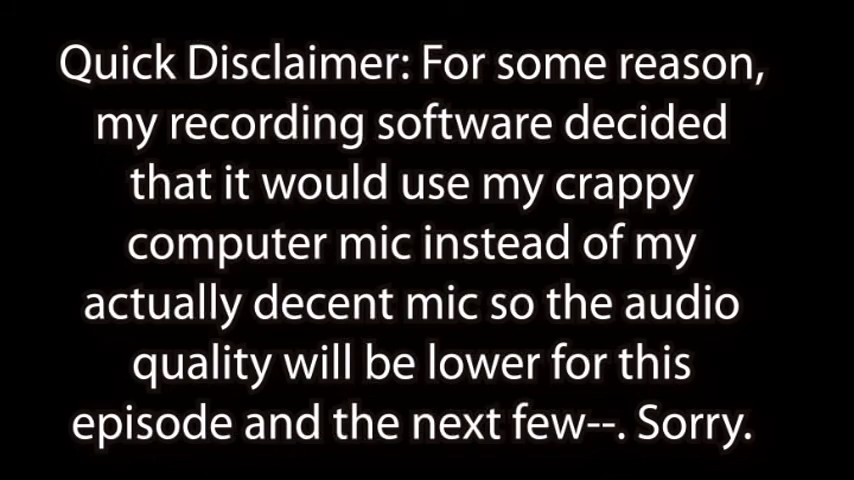 Quick Disclaimer: For some reason,
my recording software decided
that it would use my crappy
computer mic instead of my
actually decent mic so the audio
quality will be lower for this
episode and the next few--. Sorry.